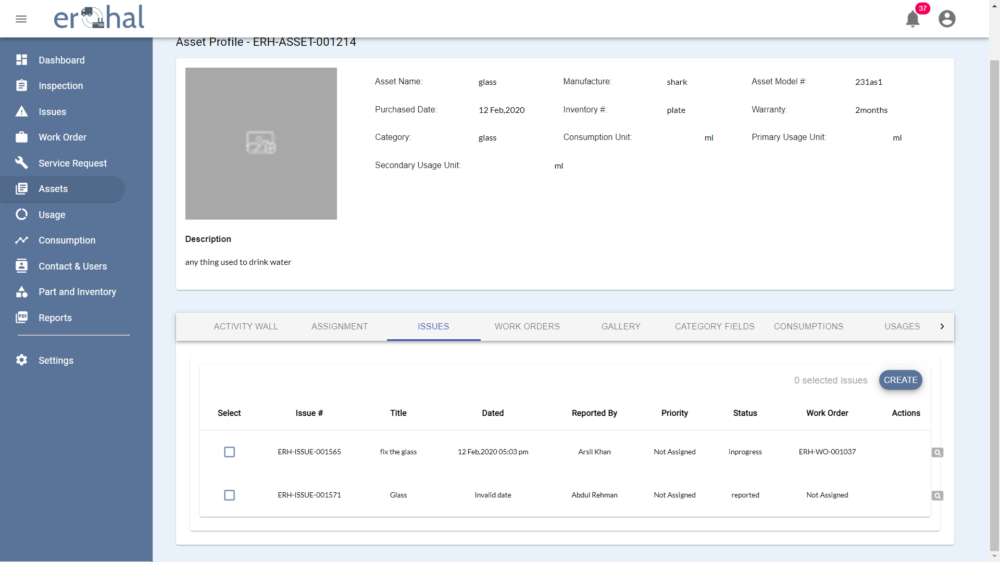 erohal
37
Asset Profile - ERH-ASSET-001214
Dashboard
Inspection
Issues
Work Order
Service Request
Assets
Usage
Consumption
Contact & Users
Part and Inventory
PDF
Reports
Settings
Asset Name: glass Manufacture: shark Asset Model #: 231as1
Purchased Date: 12 Feb,2020 Inventory #: plate Warranty: 2months
Category: glass Consumption Unit: ml Primary Usage Unit: ml
Secondary Usage Unit: ml
Description
any thing used to drink water
ACTIVITY WALL ASSIGNMENT ISSUES WORK ORDERS GALLERY CATEGORY FIELDS CONSUMPTIONS USAGES
0 selected issues CREATE
Select Issue # Title Dated Reported By Priority Status Work Order Actions
ERH-ISSUE-001565 fix the glass 12 Feb,2020 05:03 pm Arsil Khan Not Assigned inprogress ERH-WO-001037
ERH-ISSUE-001571 Glass Invalid date Abdul Rehman Not Assigned reported Not Assigned